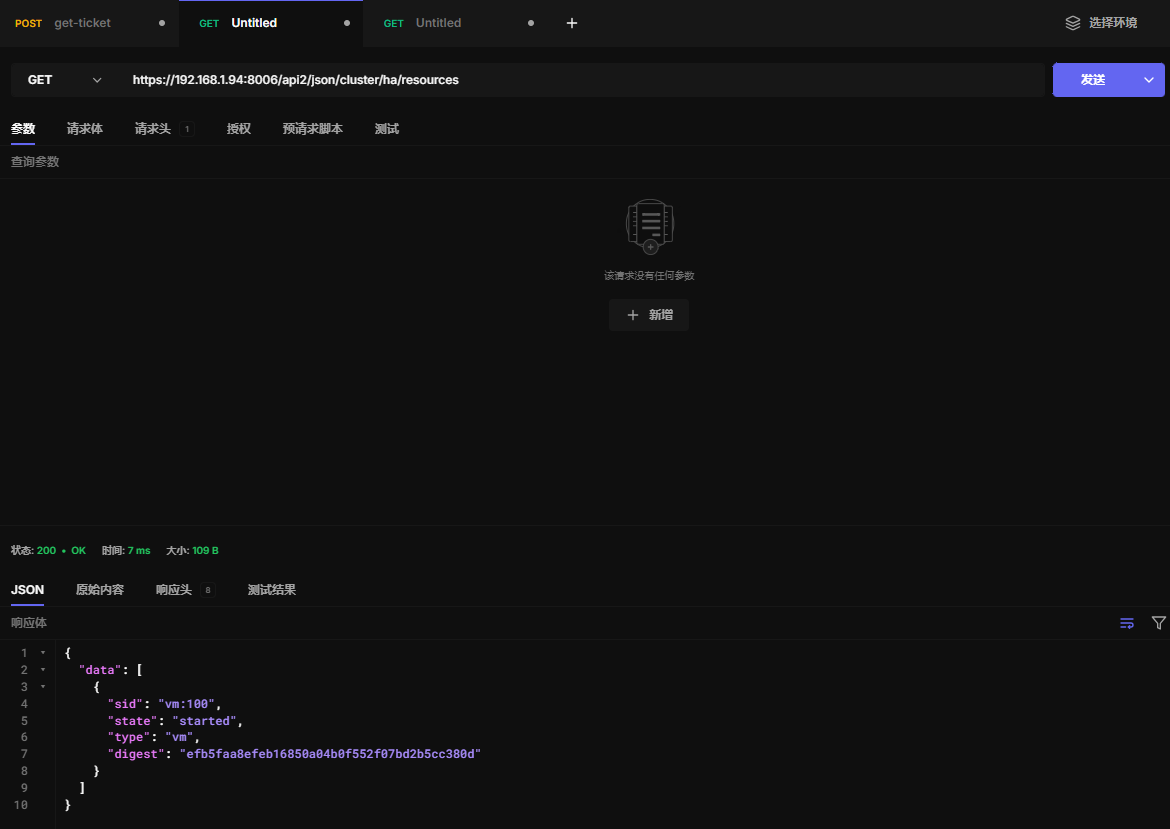 POST get-ticket GET Untitled GET Untitled + 选择环境
GET https://192.168.1.94:8006/api2/json/cluster/ha/resources 发送
参数 请求体 请求头 1 授权 预请求脚本 测试
查询参数
该请求没有任何参数
+ 新增
状态: 200 • OK 时间: 7 ms 大小: 109 B
JSON 原始内容 响应头 8 测试结果
响应体
1 {
2 "data": [
3 {
4 "sid": "vm:100",
5 "state": "started",
6 "type": "vm",
7 "digest": "efb5faa8efeb16850a04b0f552f07bd2b5cc380d"
8 }
9 ]
10 }